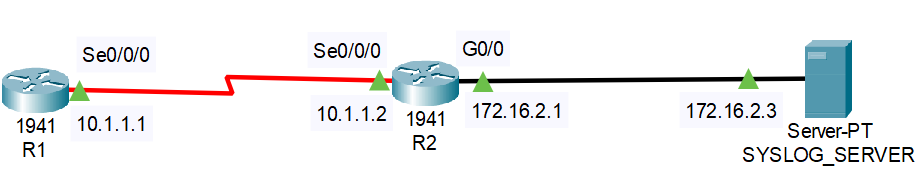 Se0/0/0
10.1.1.1
1941
R1
Se0/0/0
10.1.1.2
1941
R2
G0/0
172.16.2.1
172.16.2.3
Server-PT
SYSLOG_SERVER